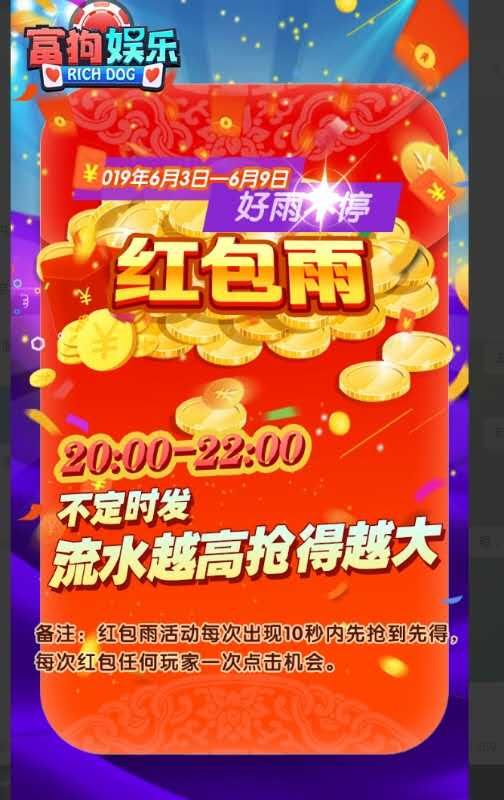 富狗娱乐
RICH DOG
019年6月3日—6月9日
好雨不停
红包雨
20:00-22:00
不定时发
流水越高抢得越大
备注：红包雨活动每次出现10秒内先抢到先得，
每次红包任何玩家一次点击机会。